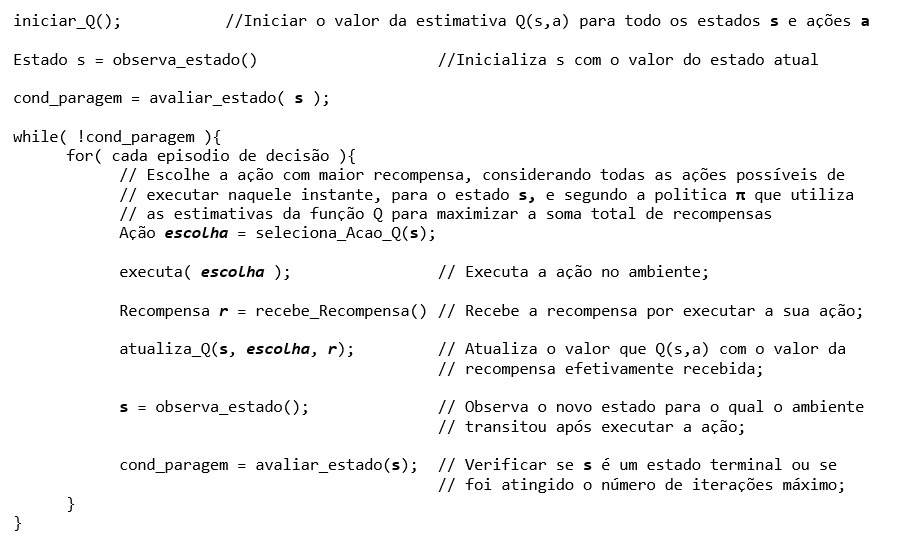 iniciar_Q();            //Iniciar o valor da estimativa Q(s,a) para todo os estados s e ações a
Estado s = observa_estado()                    //Inicializa s com o valor do estado atual
cond_paragem = avaliar_estado( s );
while( !cond_paragem ){
for( cada episodio de decisão ){
// Escolhe a ação com maior recompensa, considerando todas as ações possíveis de
// executar naquele instante, para o estado s, e segundo a politica π que utiliza
// as estimativas da função Q para maximizar a soma total de recompensas
Ação escolha = seleciona_Acao_Q(s);
executa( escolha );                // Executa a ação no ambiente;
Recompensa r = recebe_Recompensa() // Recebe a recompensa por executar a sua ação;
atualiza_Q(s, escolha, r);         // Atualiza o valor que Q(s,a) com o valor da
// recompensa efetivamente recebida;
s = observa_estado();              // Observa o novo estado para o qual o ambiente
// transitou após executar a ação;
cond_paragem = avaliar_estado(s);  // Verificar se s é um estado terminal ou se
// foi atingido o número de iterações máximo;
}
}